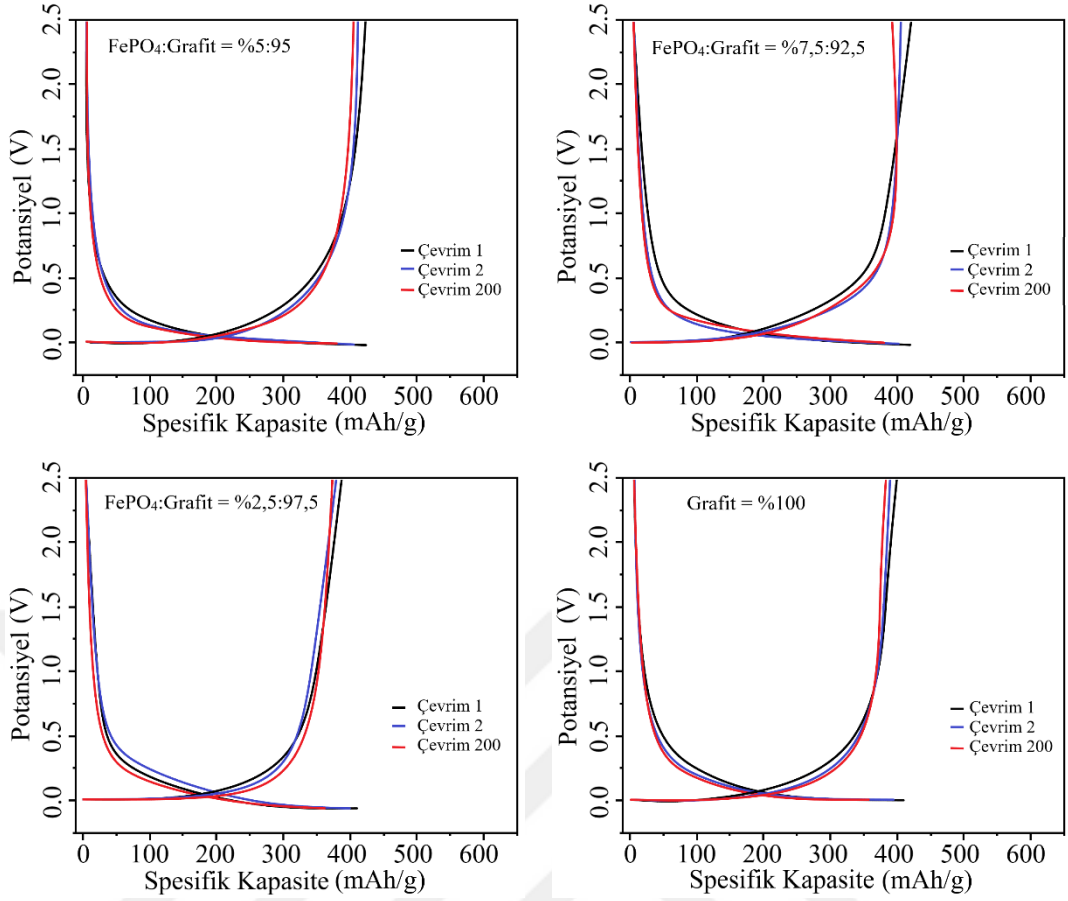 2.5
2.0
1.5
1.0
0.5
0.0
Potansiyel (V)
FePO₄:Grafit = %5:95
Çevrim 1
Çevrim 2
Çevrim 200
0 100 200 300 400 500 600
Spesifik Kapasite (mAh/g)
2.5
2.0
1.5
1.0
0.5
0.0
Potansiyel (V)
FePO₄:Grafit = %7,5:92,5
Çevrim 1
Çevrim 2
Çevrim 200
0 100 200 300 400 500 600
Spesifik Kapasite (mAh/g)
2.5
2.0
1.5
1.0
0.5
0.0
Potansiyel (V)
FePO₄:Grafit = %2,5:97,5
Çevrim 1
Çevrim 2
Çevrim 200
0 100 200 300 400 500 600
Spesifik Kapasite (mAh/g)
2.5
2.0
1.5
1.0
0.5
0.0
Potansiyel (V)
Grafit = %100
Çevrim 1
Çevrim 2
Çevrim 200
0 100 200 300 400 500 600
Spesifik Kapasite (mAh/g)